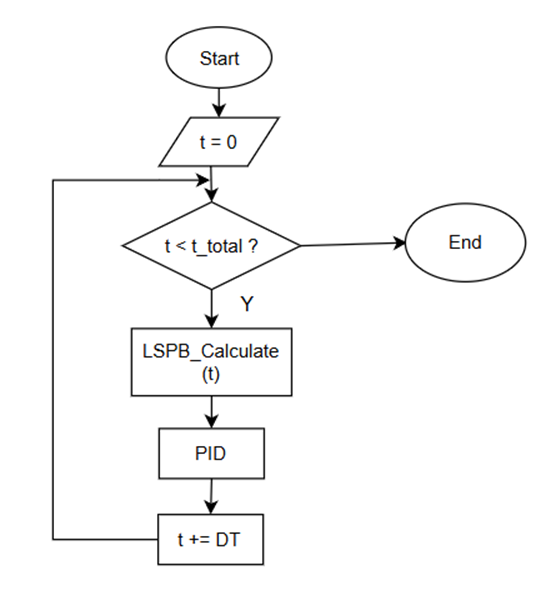 Start
t = 0
t < t_total ?
End
Y
LSPB_Calculate
(t)
PID
t += DT